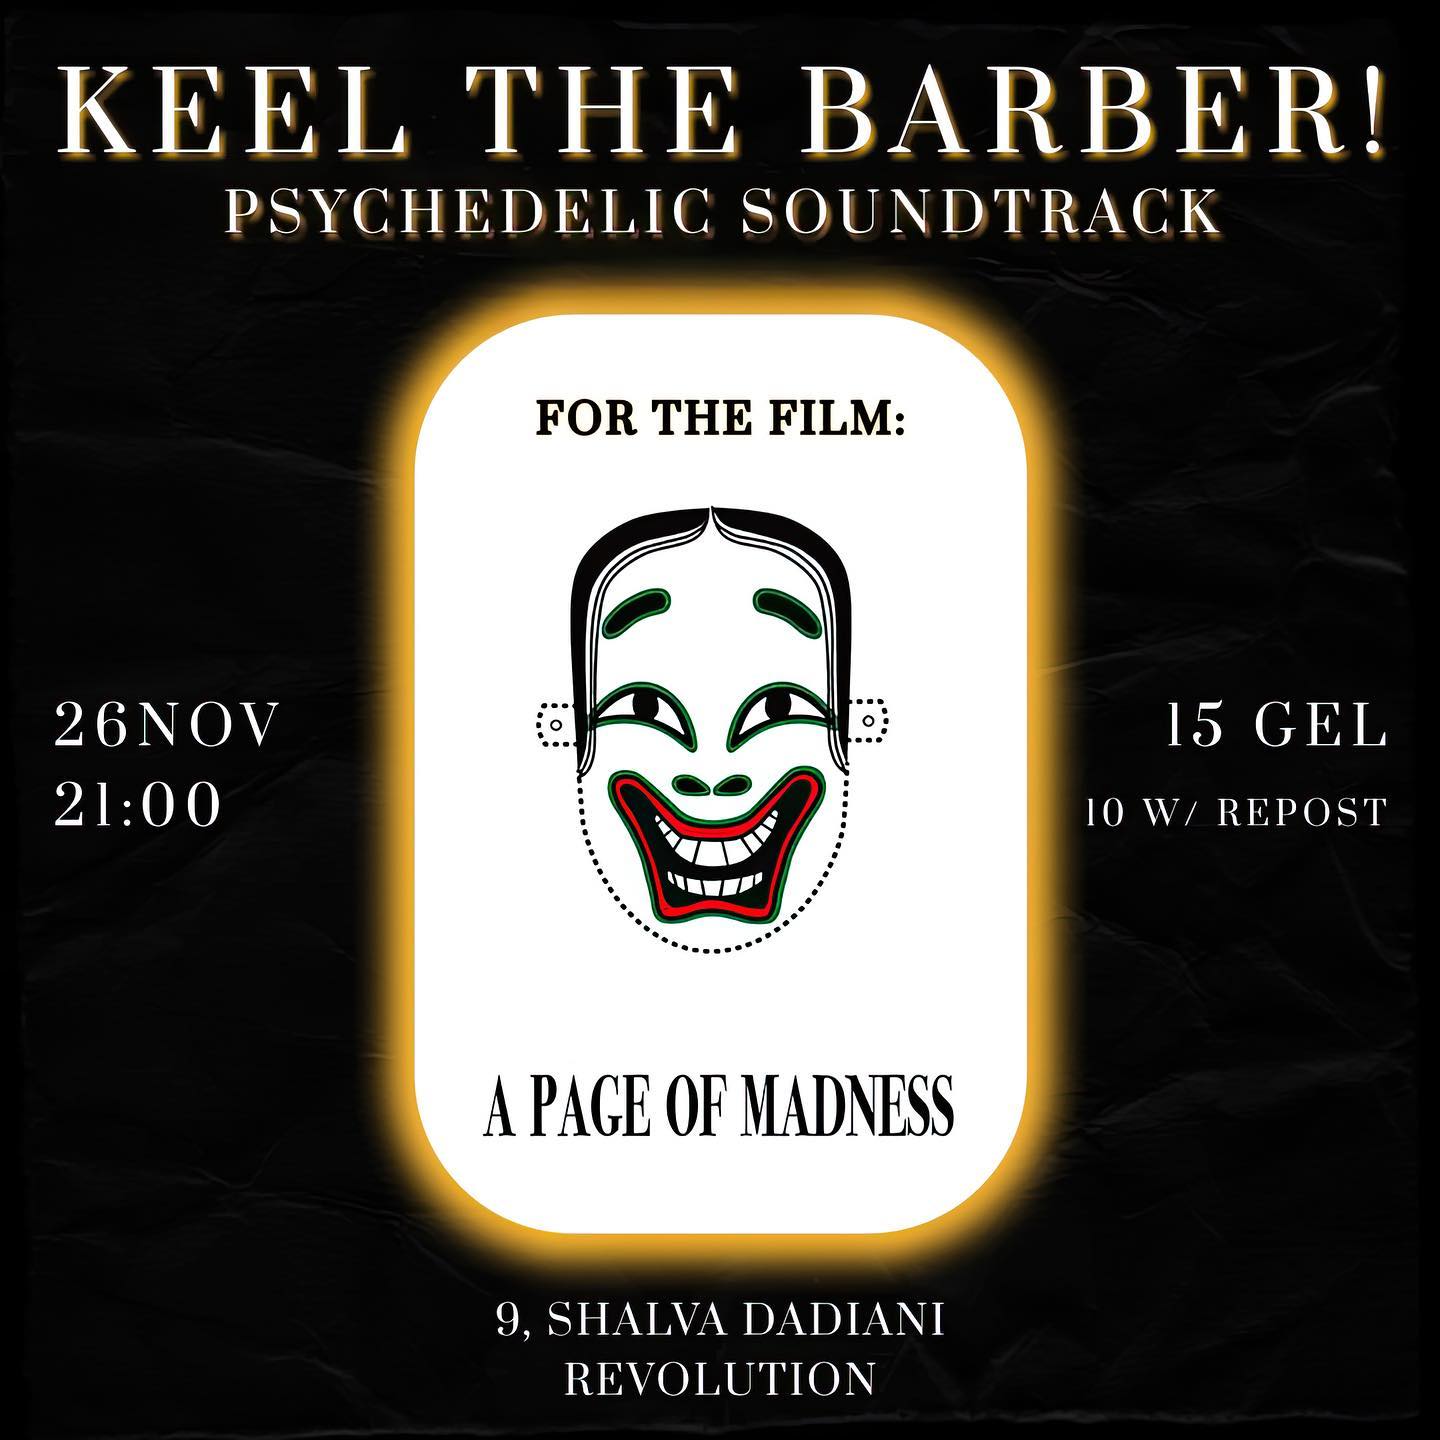 KEEL THE BARBER!
PSYCHEDELIC SOUNDTRACK
FOR THE FILM:
26NOV
21:00
15 GEL
10 W/ REPOST
A PAGE OF MADNESS
9, SHALVA DADIANI
REVOLUTION